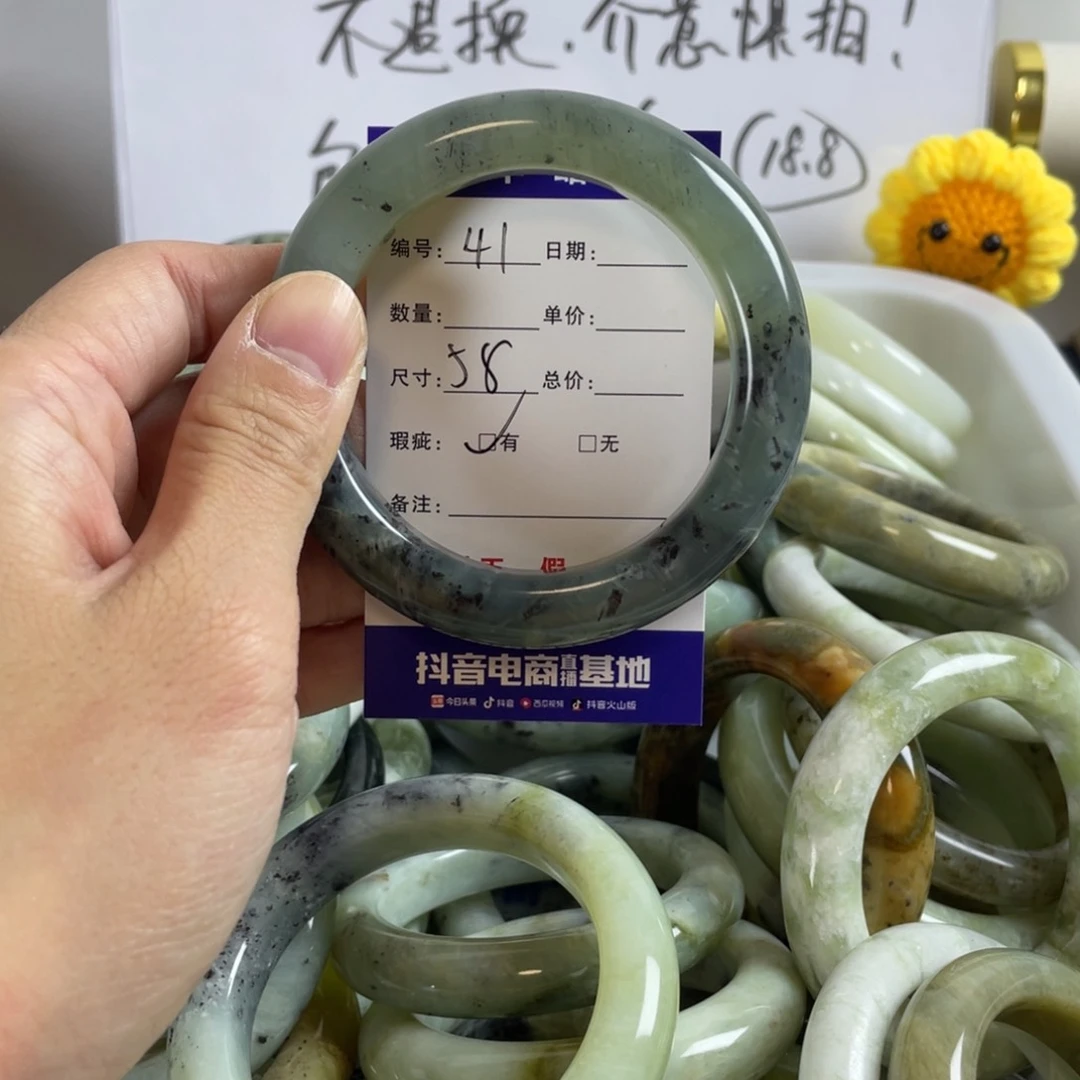 不退换.介意慎拍!
(18.8)
编号: 41 日期:
数量: 单价:
尺寸: 58 总价:
瑕疵: ☑有 □无
备注:
假
抖音电商直播基地
今日头条 抖音 西瓜视频 抖音火山版